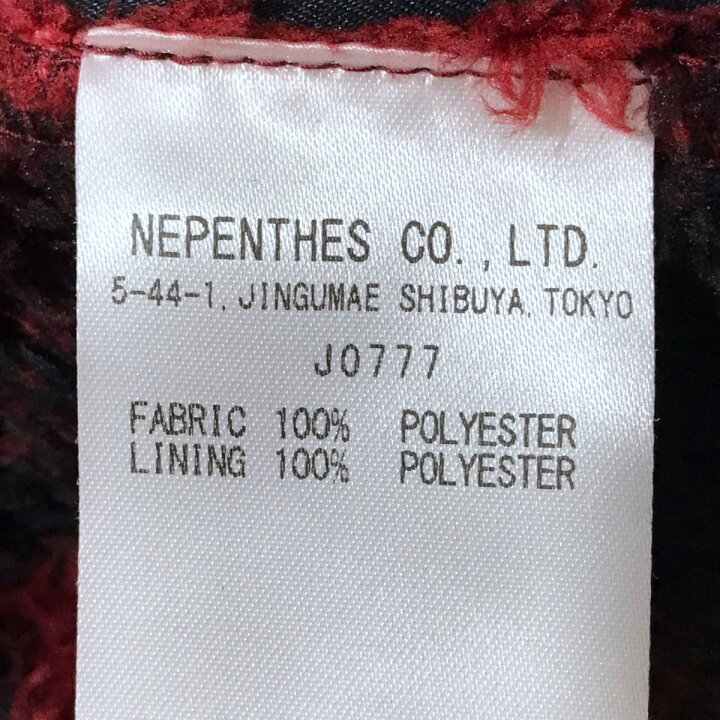 NEPENTHES CO., LTD.
5-44-1, JINGUMAE SHIBUYA, TOKYO
J0777
FABRIC 100% POLYESTER
LINING 100% POLYESTER